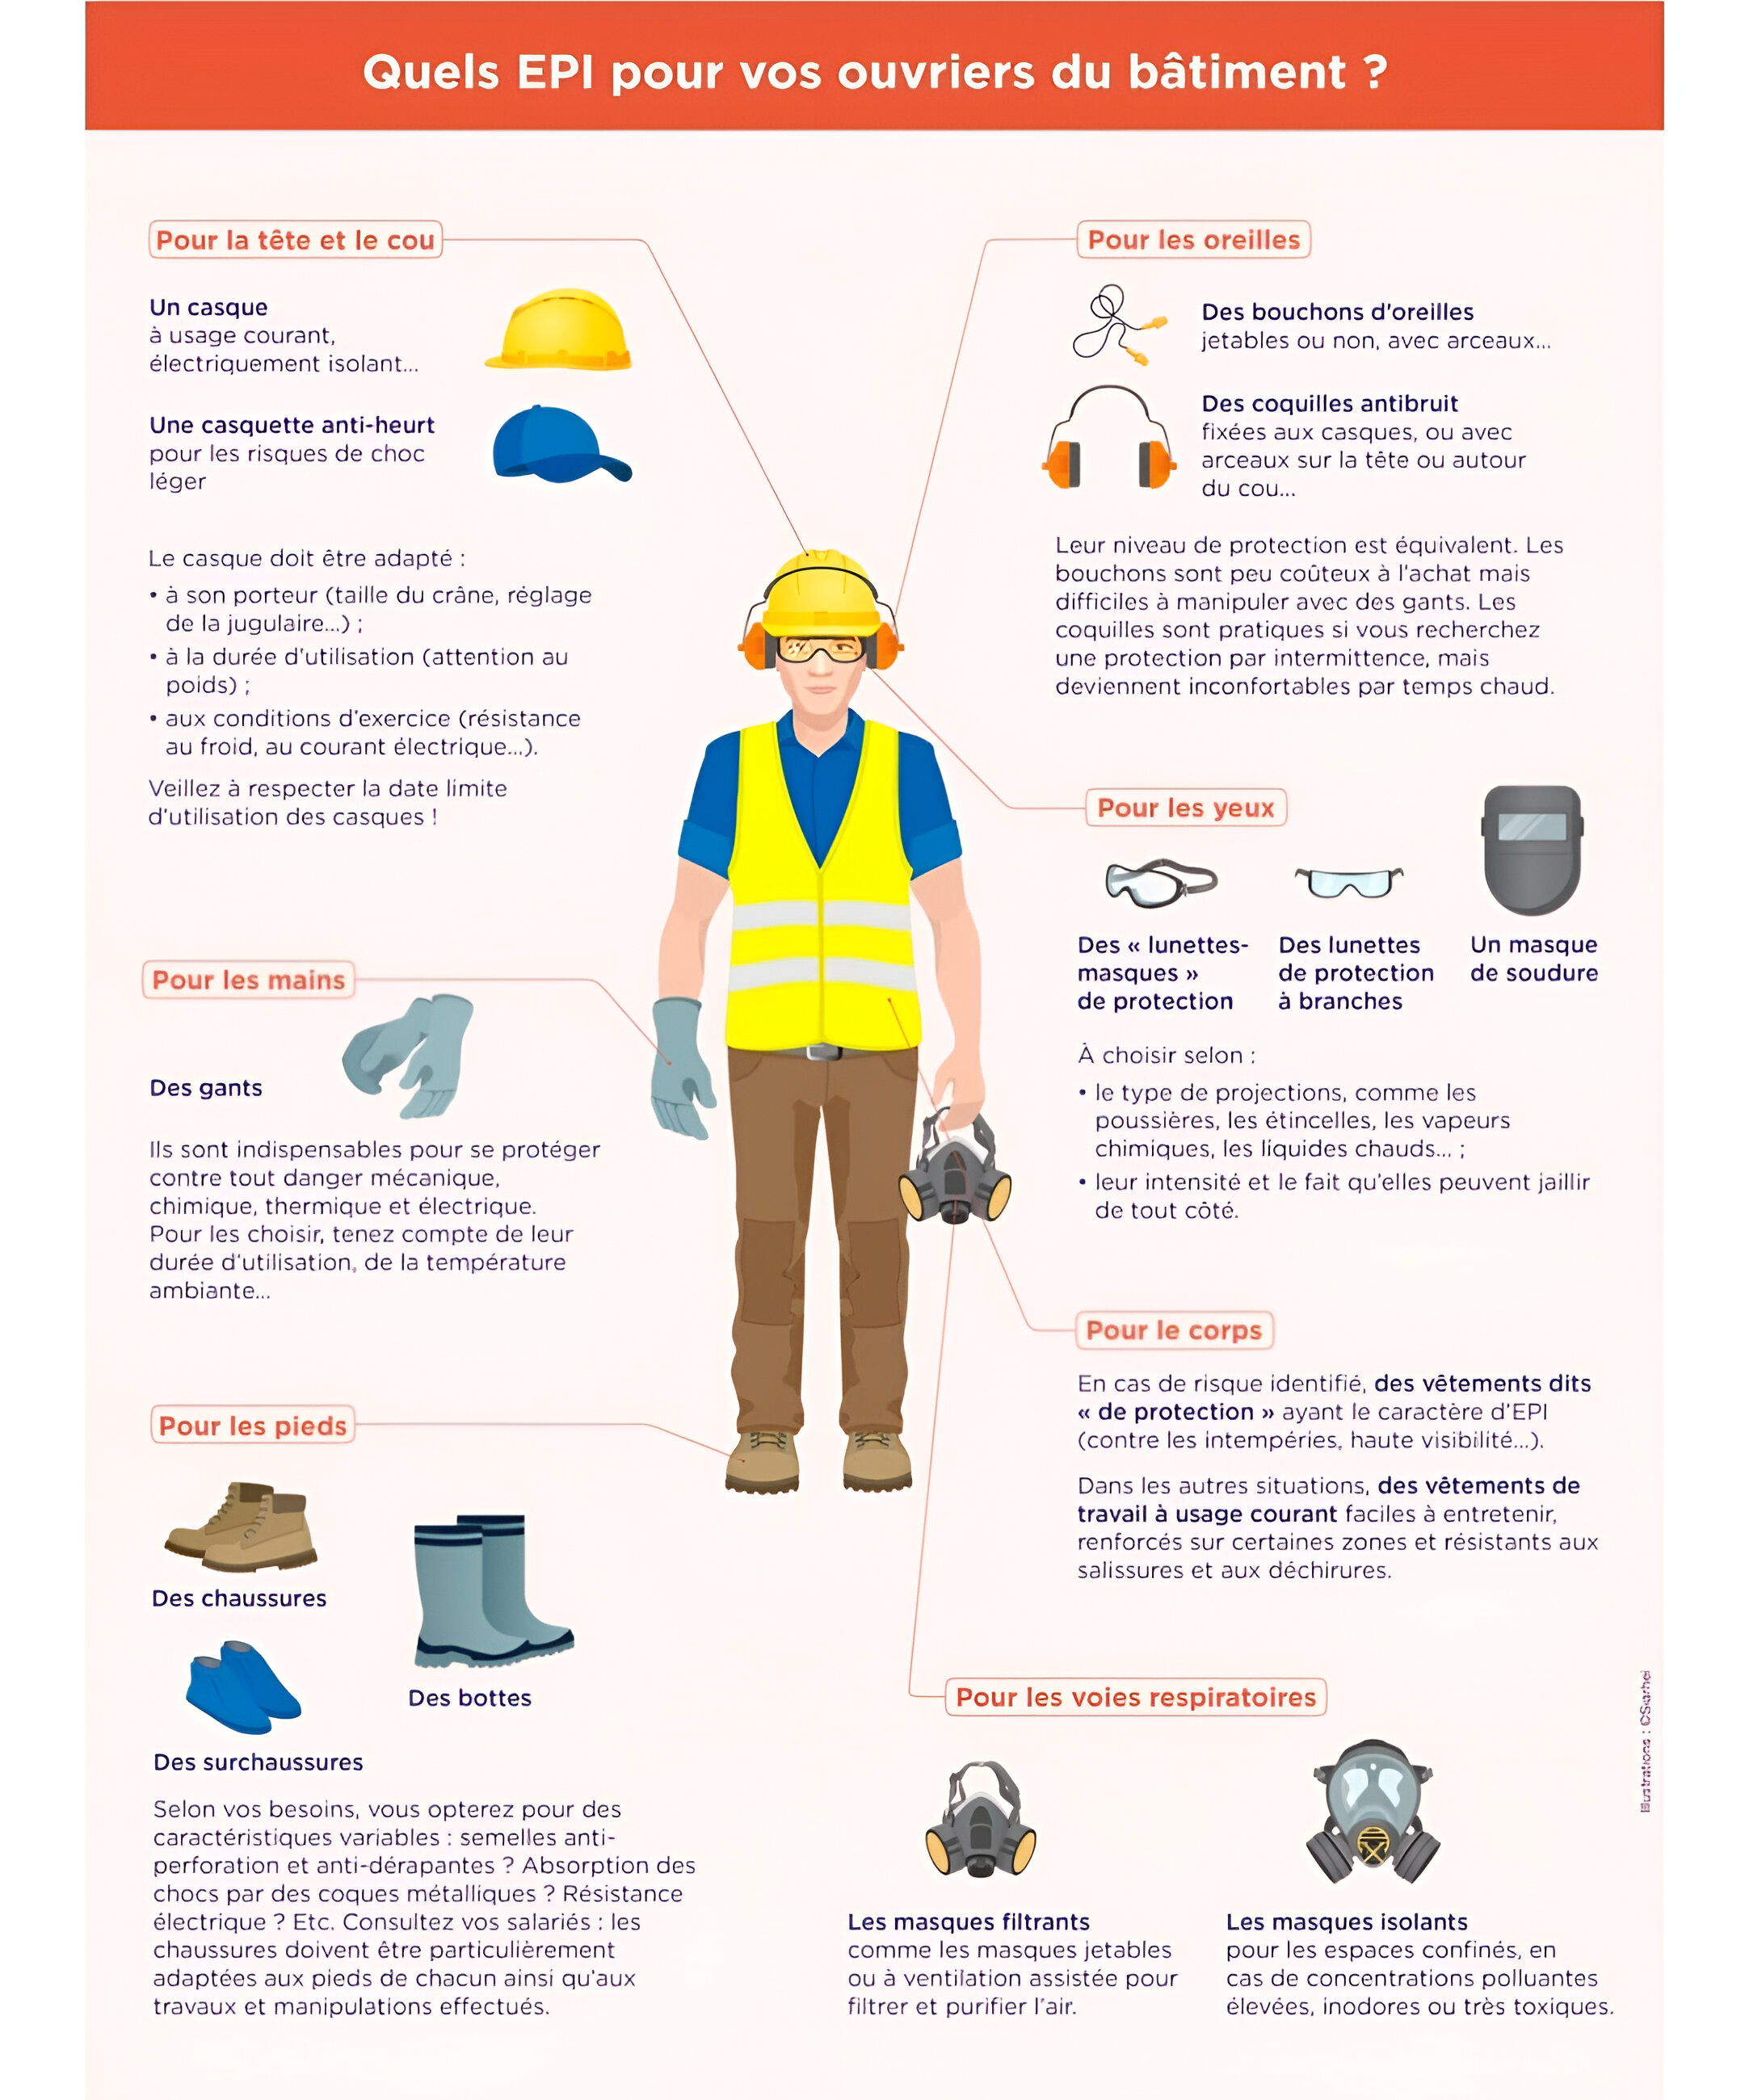 Quels EPI pour vos ouvriers du bâtiment ?
Pour la tête et le cou
Un casque
à usage courant,
électriquement isolant...
Une casquette anti-heurt
pour les risques de choc
léger
Le casque doit être adapté :
• à son porteur (taille du crâne, réglage
de la jugulaire...) ;
• à la durée d'utilisation (attention au
poids) ;
• aux conditions d'exercice (résistance
au froid, au courant électrique...).
Veillez à respecter la date limite
d'utilisation des casques !
Pour les mains
Des gants
Ils sont indispensables pour se protéger
contre tout danger mécanique,
chimique, thermique et électrique.
Pour les choisir, tenez compte de leur
durée d'utilisation, de la température
ambiante...
Pour les pieds
Des chaussures
Des bottes
Des surchaussures
Selon vos besoins, vous opterez pour des
caractéristiques variables : semelles anti-
perforation et anti-dérapantes ? Absorption des
chocs par des coques métalliques ? Résistance
électrique ? Etc. Consultez vos salariés : les
chaussures doivent être particulièrement
adaptées aux pieds de chacun ainsi qu'aux
travaux et manipulations effectués.
Pour les oreilles
Des bouchons d'oreilles
jetables ou non, avec arceaux...
Des coquilles antibruit
fixées aux casques, ou avec
arceaux sur la tête ou autour
du cou...
Leur niveau de protection est équivalent. Les
bouchons sont peu coûteux à l'achat mais
difficiles à manipuler avec des gants. Les
coquilles sont pratiques si vous recherchez
une protection par intermittence, mais
deviennent inconfortables par temps chaud.
Pour les yeux
Des « lunettes-
masques »
de protection
Des lunettes
de protection
à branches
Un masque
de soudure
À choisir selon :
• le type de projections, comme les
poussières, les étincelles, les vapeurs
chimiques, les liquides chauds... ;
• leur intensité et le fait qu'elles peuvent jaillir
de tout côté.
Pour le corps
En cas de risque identifié, des vêtements dits
« de protection » ayant le caractère d'EPI
(contre les intempéries, haute visibilité...).
Dans les autres situations, des vêtements de
travail à usage courant faciles à entretenir,
renforcés sur certaines zones et résistants aux
salissures et aux déchirures.
Pour les voies respiratoires
Les masques filtrants
comme les masques jetables
ou à ventilation assistée pour
filtrer et purifier l'air.
Les masques isolants
pour les espaces confinés, en
cas de concentrations polluantes
élevées, inodores ou très toxiques.
Illustrations :